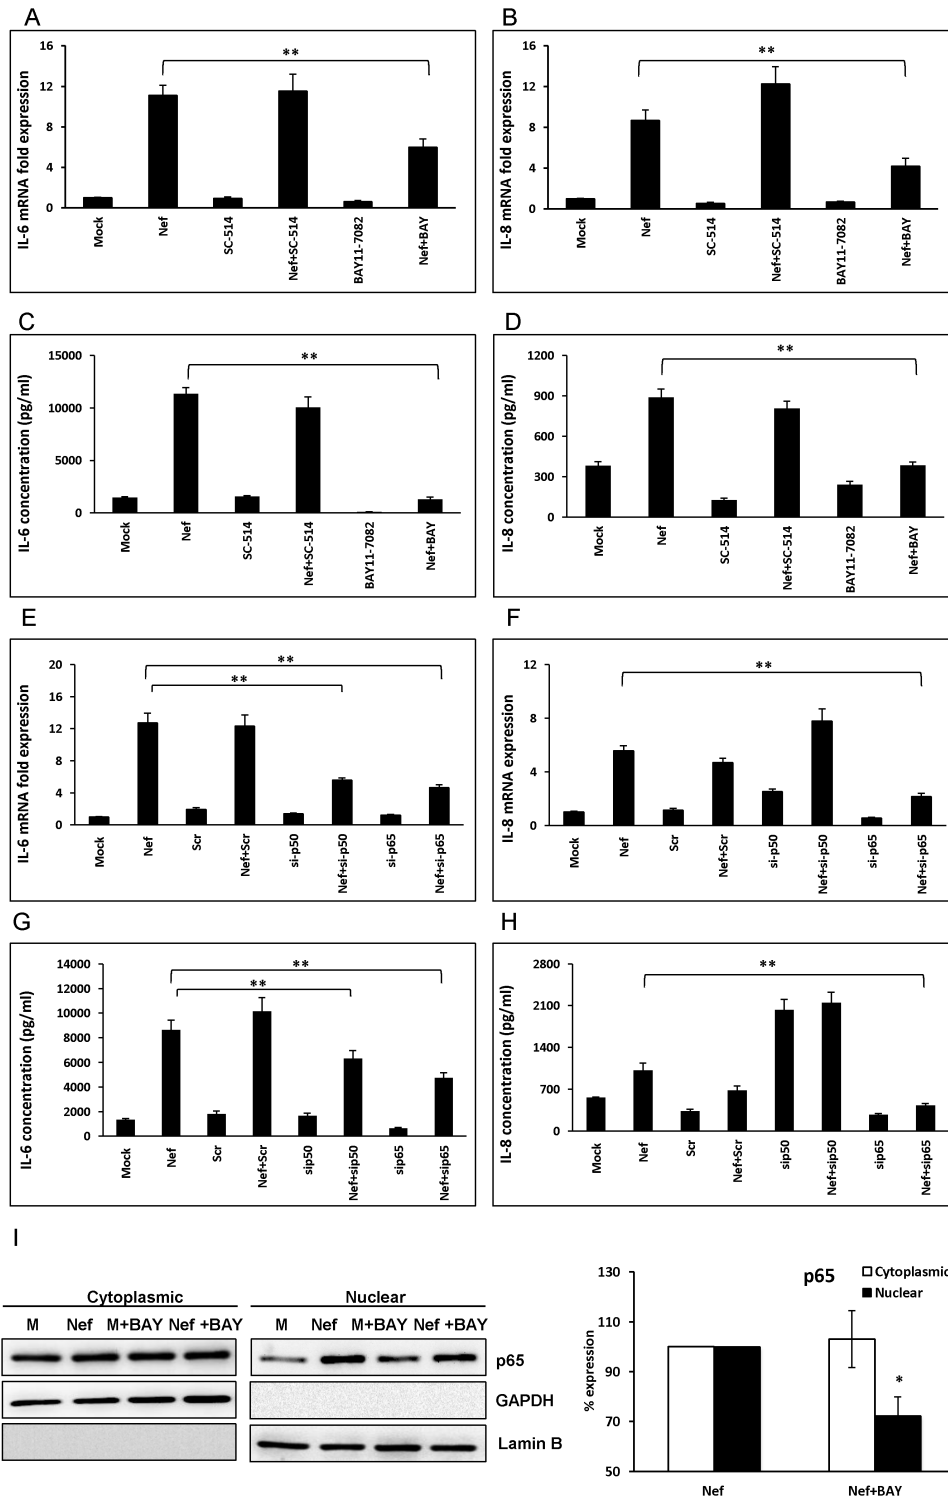 A
IL-6 mRNA fold expression
16
12
8
4
0
**
Mock
Nef
SC-514
Nef+SC-514
BAY11-7082
Nef+BAY
B
IL-8 mRNA fold expression
16
12
8
4
0
**
Mock
Nef
SC-514
Nef+SC-514
BAY11-7082
Nef+BAY
C
IL-6 concentration (pg/ml)
15000
10000
5000
0
**
Mock
Nef
SC-514
Nef+SC-514
BAY11-7082
Nef+BAY
D
IL-8 concentration (pg/ml)
1200
900
600
300
0
**
Mock
Nef
SC-514
Nef+SC-514
BAY11-7082
Nef+BAY
E
IL-6 mRNA fold expression
20
16
12
8
4
0
**
**
Mock
Nef
Scr
Nef+Scr
si-p50
Nef+si-p50
si-p65
Nef+si-p65
F
IL-8 mRNA expression
12
8
4
0
**
Mock
Nef
Scr
Nef+Scr
si-p50
Nef+si-p50
si-p65
Nef+si-p65
G
IL-6 concentration (pg/ml)
14000
12000
10000
8000
6000
4000
2000
0
**
**
Mock
Nef
Scr
Nef+Scr
sip50
Nef+sip50
sip65
Nef+sip65
H
IL-8 concentration (pg/ml)
2800
2100
1400
700
0
**
Mock
Nef
Scr
Nef+Scr
sip50
Nef+sip50
sip65
Nef+sip65
I
Cytoplasmic Nuclear
M Nef M+BAY Nef +BAY M Nef M+BAY Nef +BAY
p65
GAPDH
Lamin B
p65
Cytoplasmic
Nuclear
% expression
130
110
90
70
50
*
Nef Nef+BAY